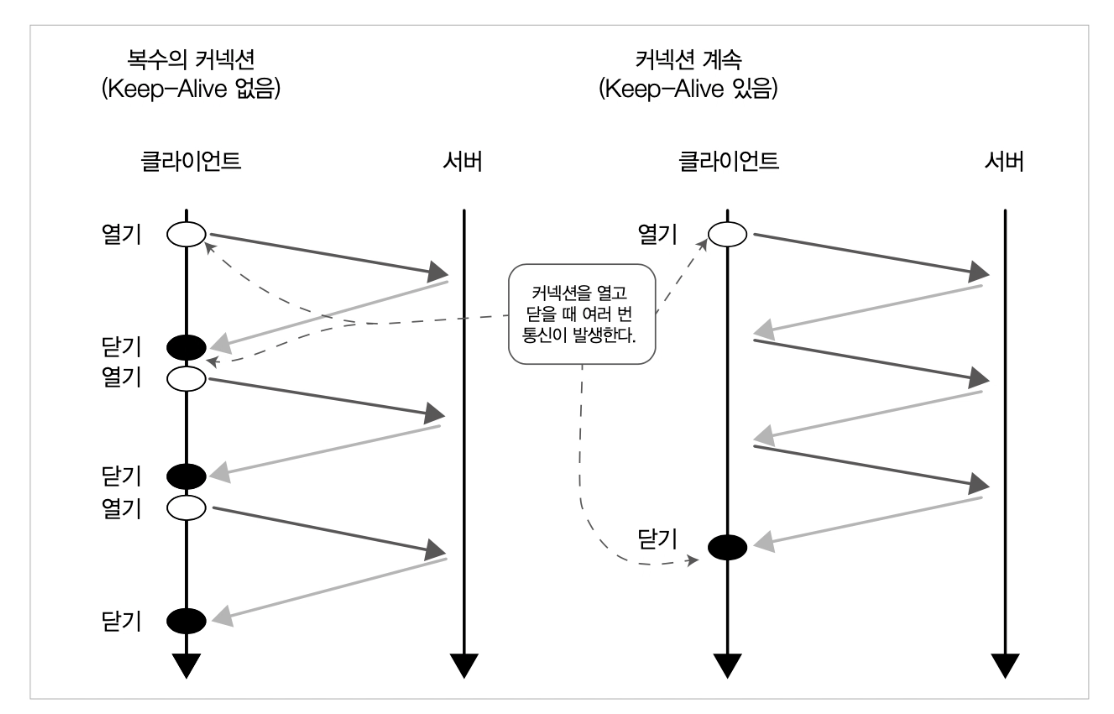 복수의 커넥션
(Keep-Alive 없음)
클라이언트
서버
열기
닫기
열기
닫기
열기
닫기
커넥션을 열고
닫을 때 여러 번
통신이 발생한다.
커넥션 계속
(Keep-Alive 있음)
클라이언트
서버
열기
닫기